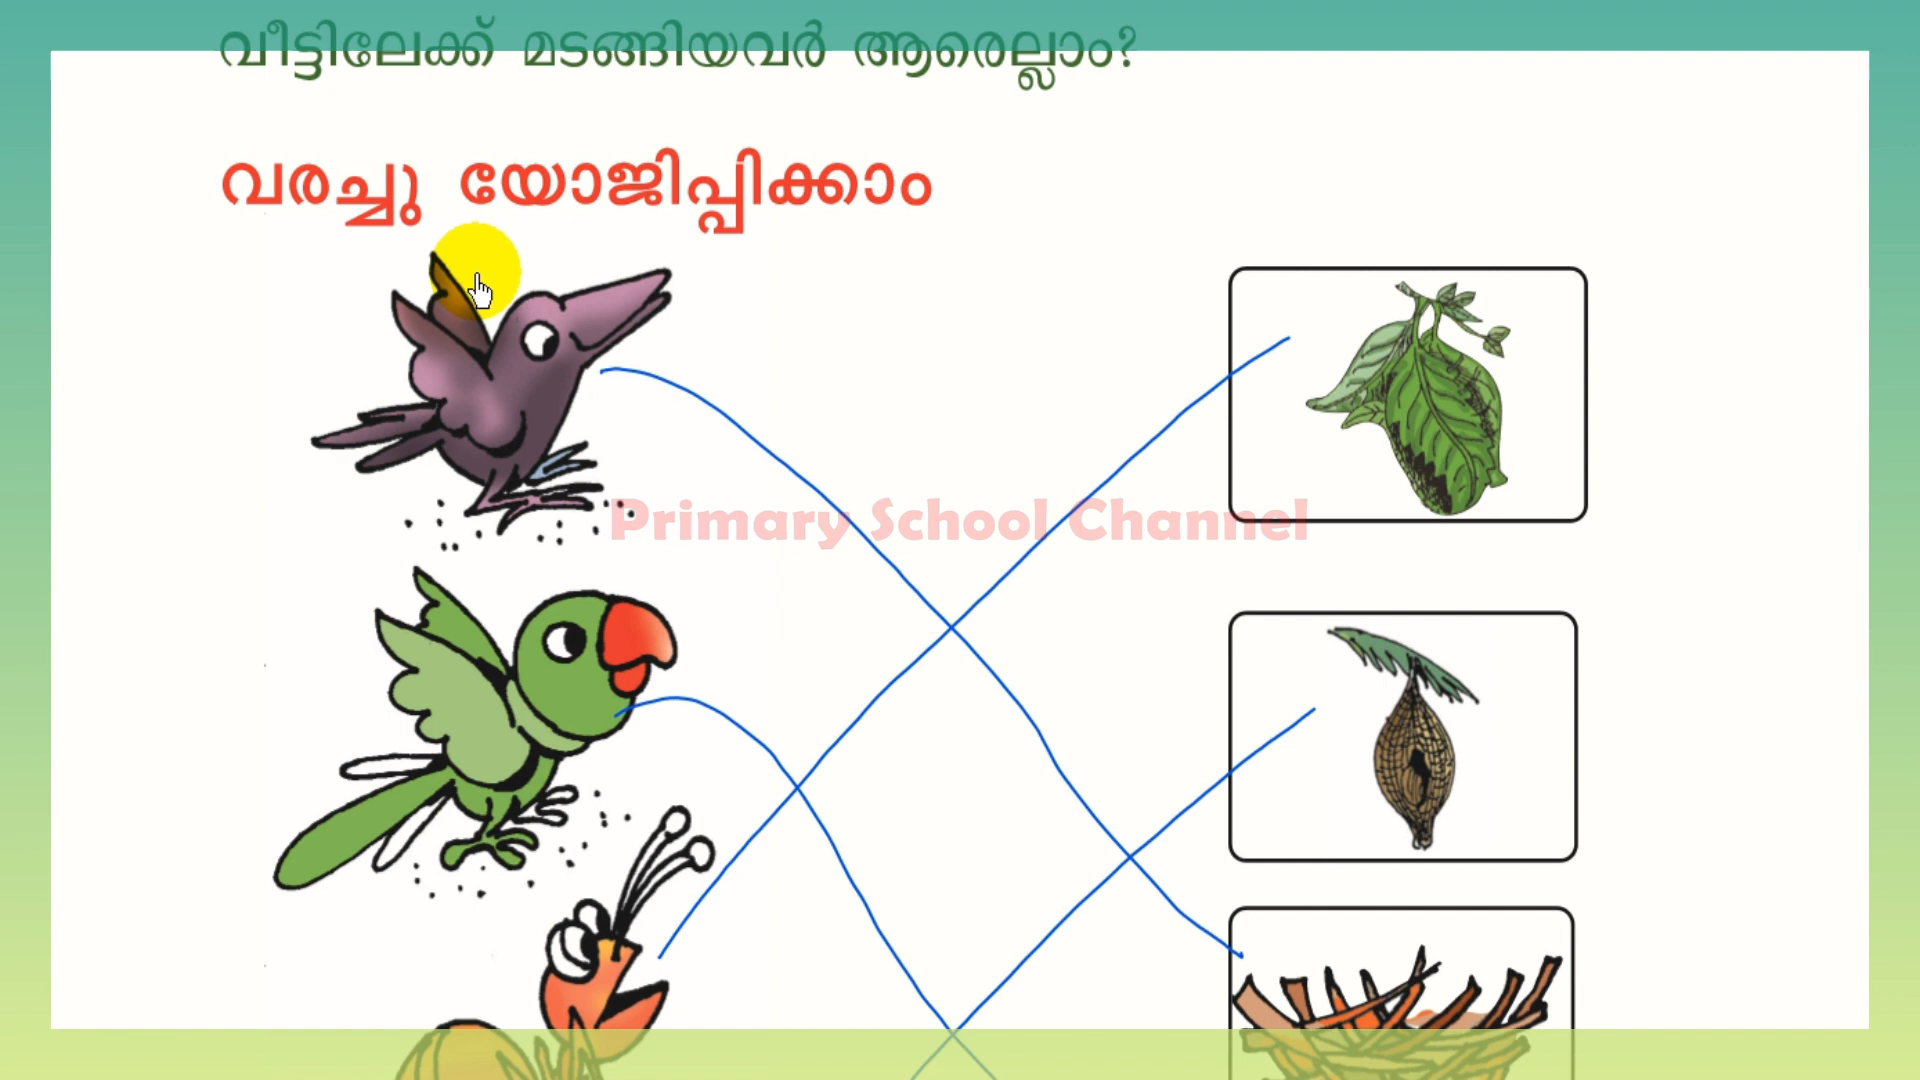 വീട്ടിലേക്ക് മടങ്ങിയവർ ആരെല്ലാം?
വരച്ചു യോജിപ്പിക്കാം
Primary School Channel